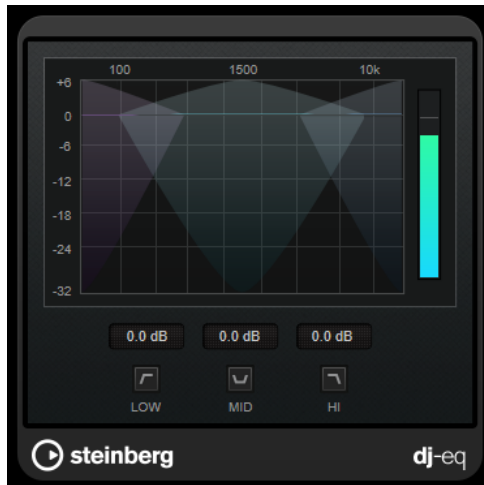 100 1500 10k
+6
0
-6
-12
-18
-24
-32
0.0 dB 0.0 dB 0.0 dB
LOW MID HI
steinberg dj-eq